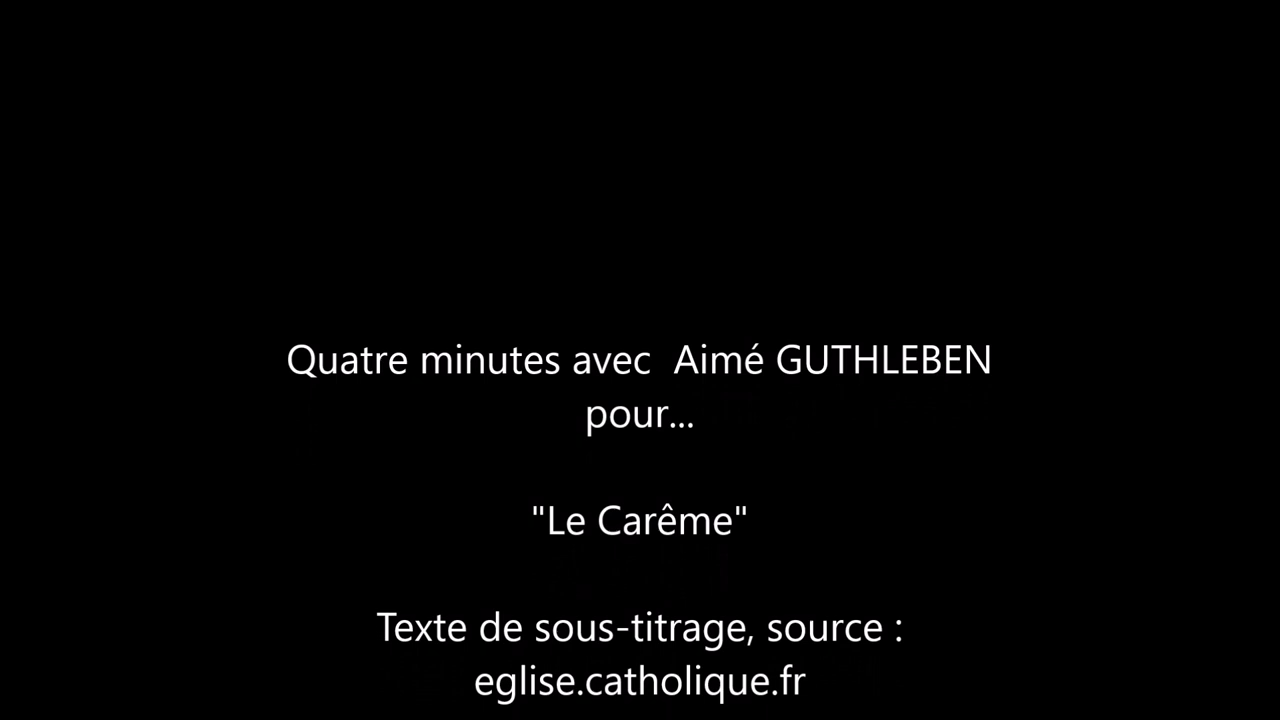 Quatre minutes avec  Aimé GUTHLEBEN
pour...
"Le Carême"
Texte de sous-titrage, source :
eglise.catholique.fr